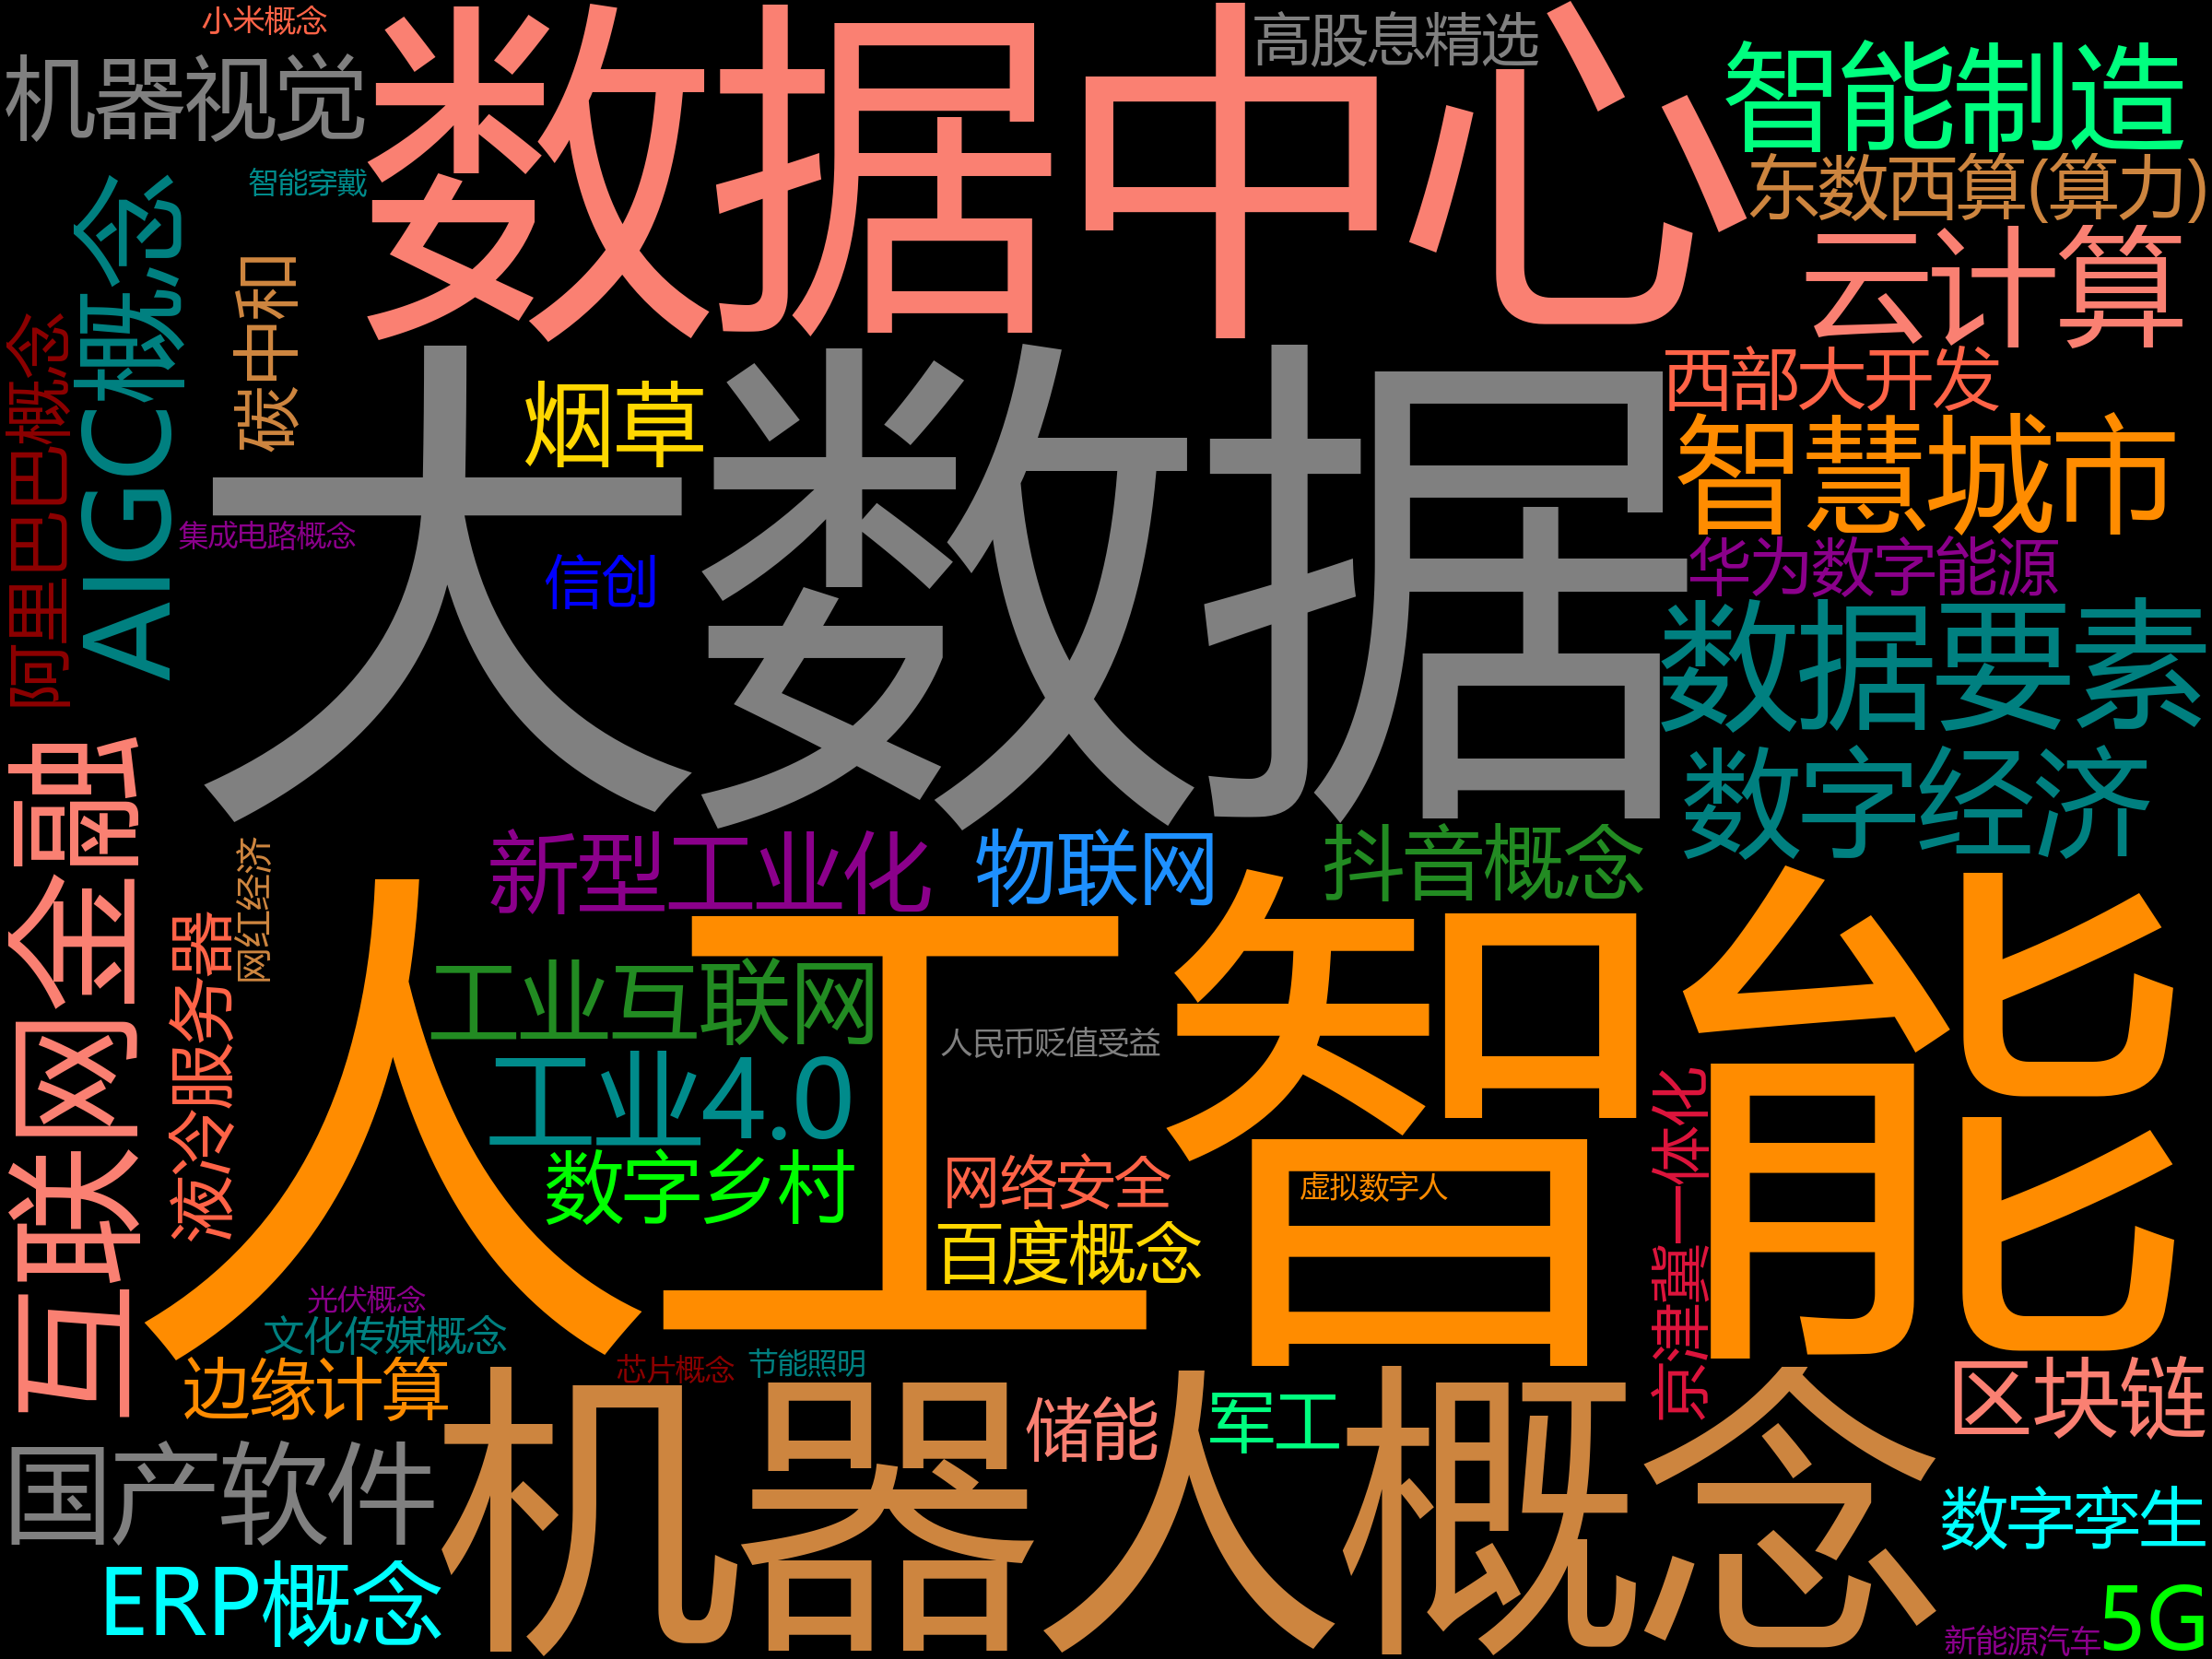 小米概念
高股息精选
数据中心
机器视觉
智能制造
东数西算(算力)
智能穿戴
云计算
AIGC概念
碳中和
阿里巴巴概念
西部大开发
大数据
烟草
智慧城市
集成电路概念
信创
华为数字能源
数据要素
数字经济
互联网金融
新型工业化
物联网
抖音概念
网红经济
液冷服务器
人工智能
工业互联网
人民币贬值受益
工业4.0
京津冀一体化
数字乡村
网络安全
虚拟数字人
百度概念
光伏概念
文化传媒概念
边缘计算
芯片概念
节能照明
区块链
机器人概念
储能
军工
国产软件
数字孪生
ERP概念
新能源汽车
5G